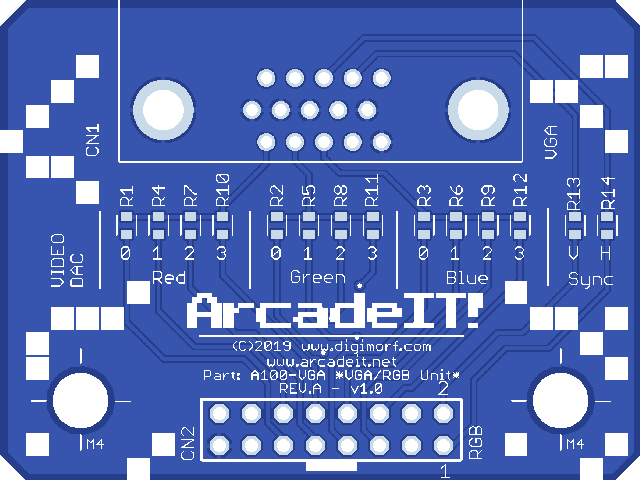 CN1
VGA
R1 R4 R7 R10 R2 R5 R8 R11 R3 R6 R9 R12 R13 R14
0 1 2 3 0 1 2 3 0 1 2 3 V H
VIDEO
DAC
Red Green Blue Sync
ArcadeIT!
(C)2019 www.digimorf.com
www.arcadeit.net
Part: A100-VGA *VGA/RGB Unit*
REV.A - v1.0
2
M4
CN2
RGB
M4
1